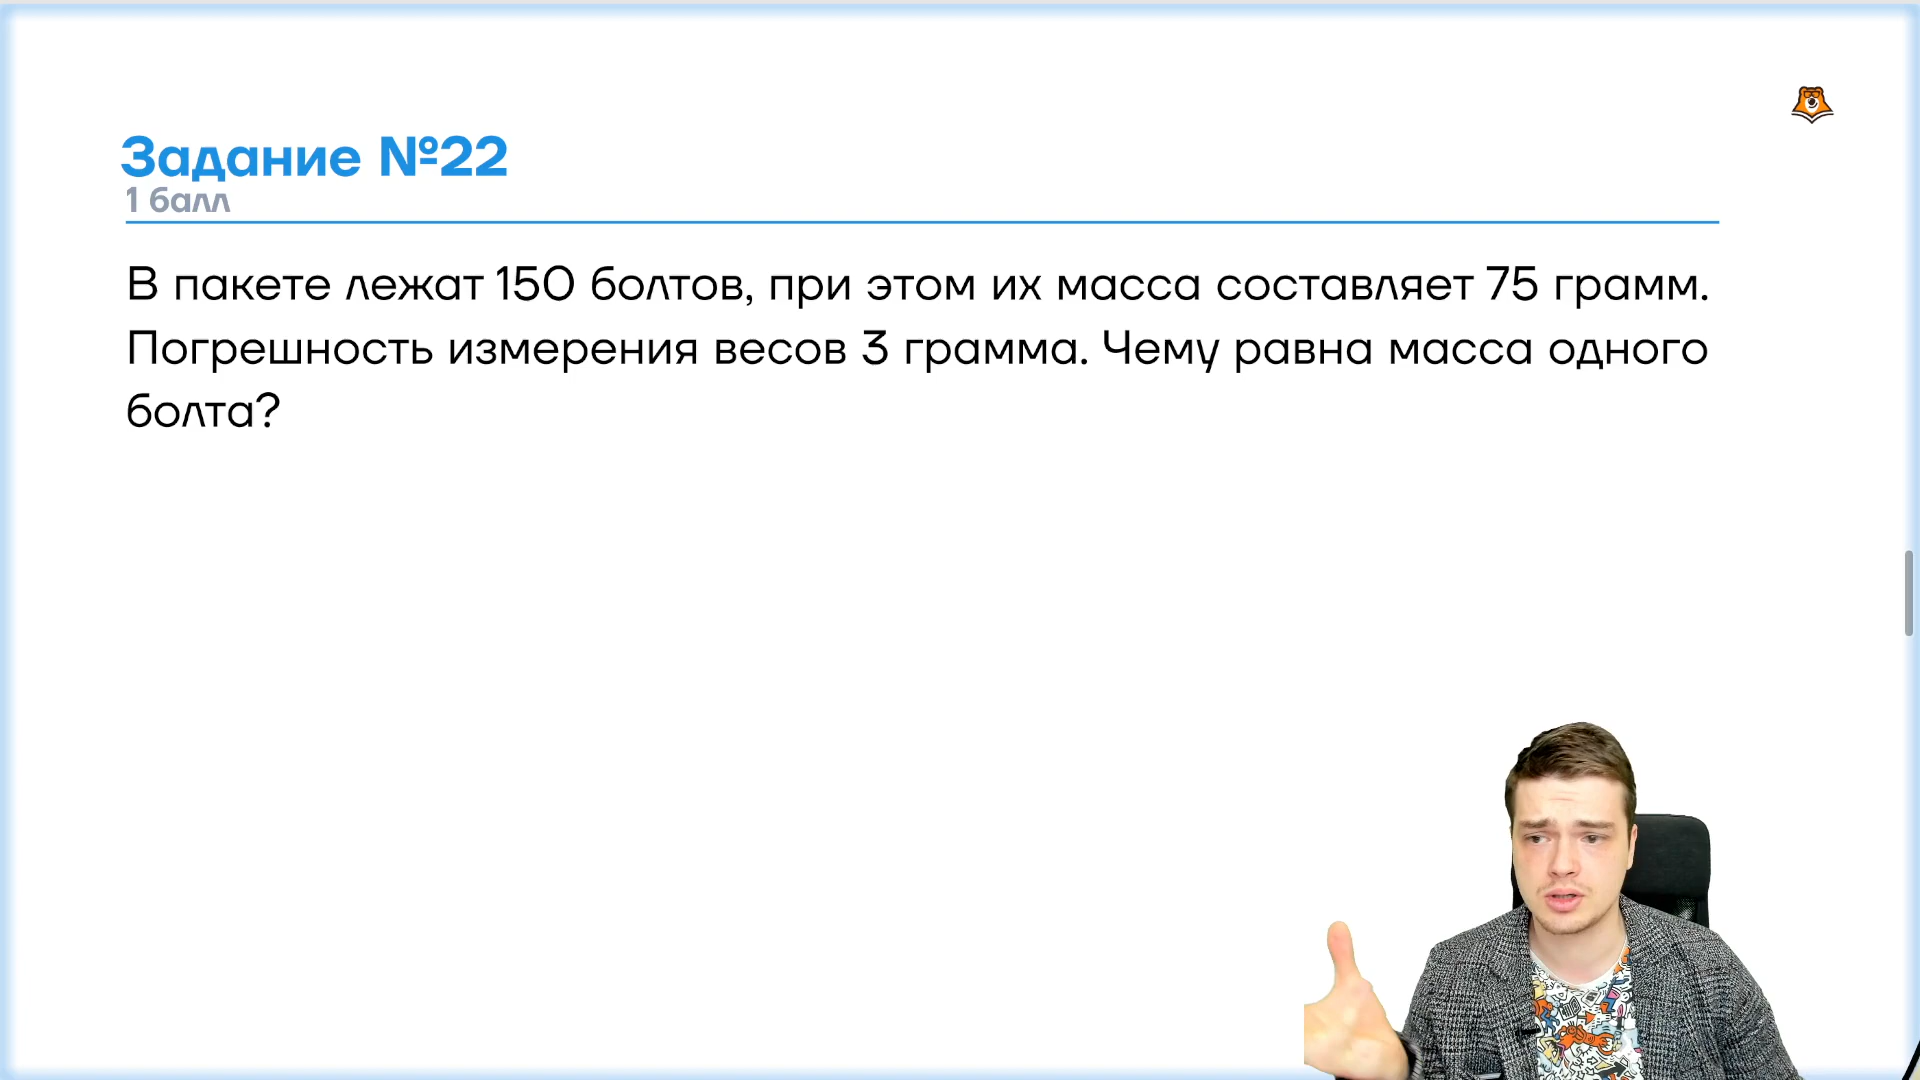 Задание №22
1 балл
В пакете лежат 150 болтов, при этом их масса составляет 75 грамм.
Погрешность измерения весов 3 грамма. Чему равна масса одного
болта?